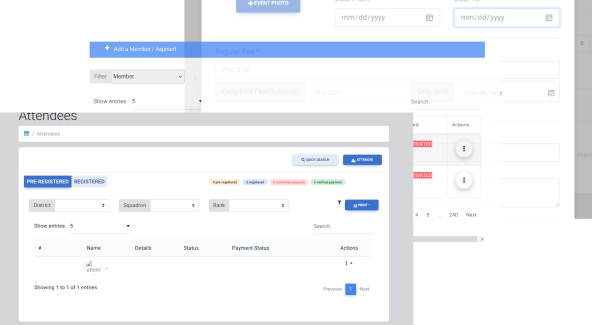 + EVENT PHOTO
mm/dd/yyyy
mm/dd/yyyy
+ Add a Member / Aspirant
Regular Fee *
Filter Member
Php 0.00
mm/dd/yyyy
Show entries 5
Search
Actions
4 5 ... 240 Next
Attendees
/ Attendees
QUICK SEARCH
ATTENDEE
PRE-REGISTERED
REGISTERED
0 pre-registered
0 registered
0 unverified payment
0 verified payment
District
Squadron
Rank
PRINT
Show entries 5
Search
# Name Details Status Payment Status Actions
Showing 1 to 1 of 1 entries
Previous 1 Next